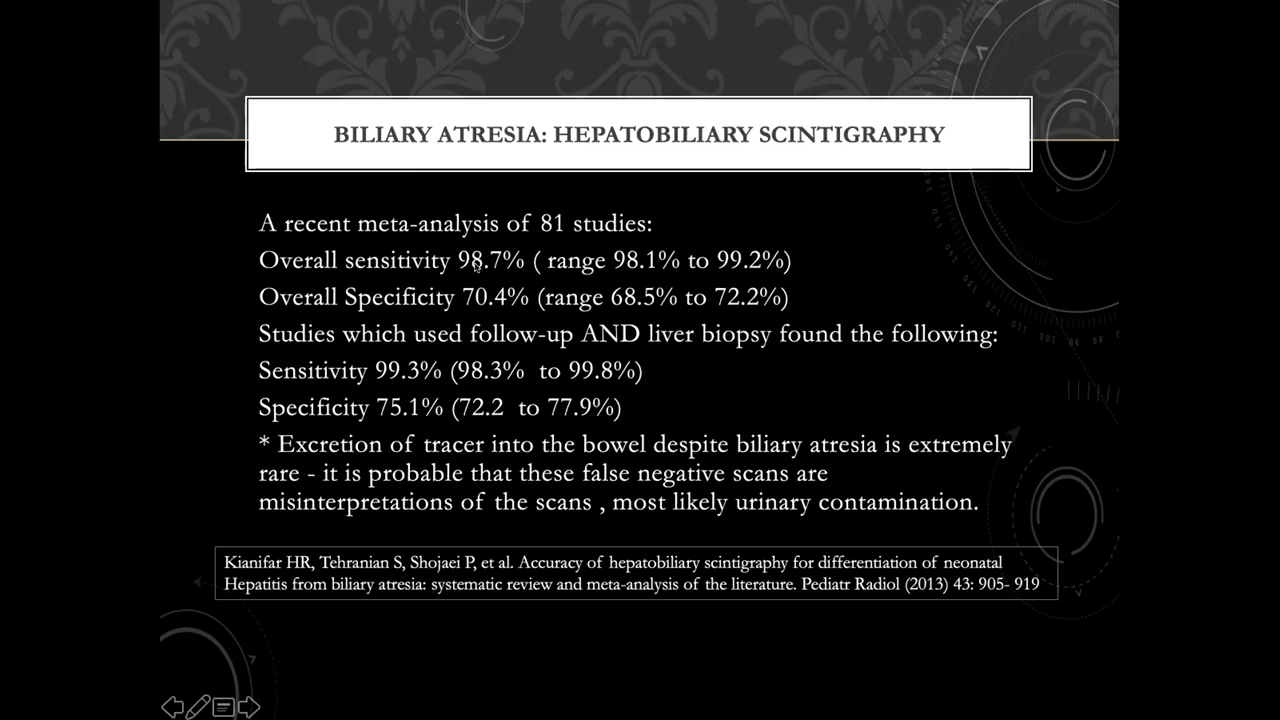 BILIARY ATRESIA: HEPATOBILIARY SCINTIGRAPHY
A recent meta-analysis of 81 studies:
Overall sensitivity 98.7% ( range 98.1% to 99.2%)
Overall Specificity 70.4% (range 68.5% to 72.2%)
Studies which used follow-up AND liver biopsy found the following:
Sensitivity 99.3% (98.3%  to 99.8%)
Specificity 75.1% (72.2  to 77.9%)
* Excretion of tracer into the bowel despite biliary atresia is extremely
rare - it is probable that these false negative scans are
misinterpretations of the scans , most likely urinary contamination.
Kianifar HR, Tehranian S, Shojaei P, et al. Accuracy of hepatobiliary scintigraphy for differentiation of neonatal
Hepatitis from biliary atresia: systematic review and meta-analysis of the literature. Pediatr Radiol (2013) 43: 905- 919